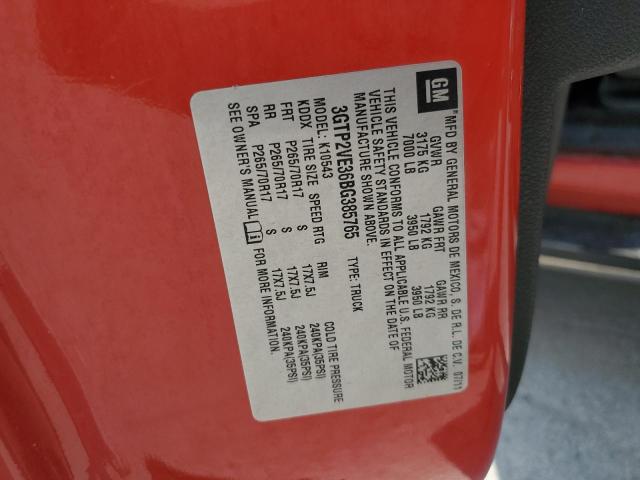 GM
MFD BY GENERAL MOTORS DE MEXICO, S. DE R.L. DE C.V. 07/11
GVWR GAWR FRT GAWR RR
3175 KG 1792 KG 1792 KG
7000 LB 3950 LB 3950 LB
THIS VEHICLE CONFORMS TO ALL APPLICABLE U.S. FEDERAL MOTOR
VEHICLE SAFETY STANDARDS IN EFFECT ON THE DATE OF
MANUFACTURE SHOWN ABOVE.
3GTP2VE36BG385765 TYPE: TRUCK
MODEL: K10543
KDDX TIRE SIZE SPEED RTG RIM COLD TIRE PRESSURE
FRT P265/70R17 S 17X7.5J 240KPA(35PSI)
RR P265/70R17 S 17X7.5J 240KPA(35PSI)
SPA P265/70R17 S 17X7.5J 240KPA(35PSI)
SEE OWNER'S MANUAL FOR MORE INFORMATION.